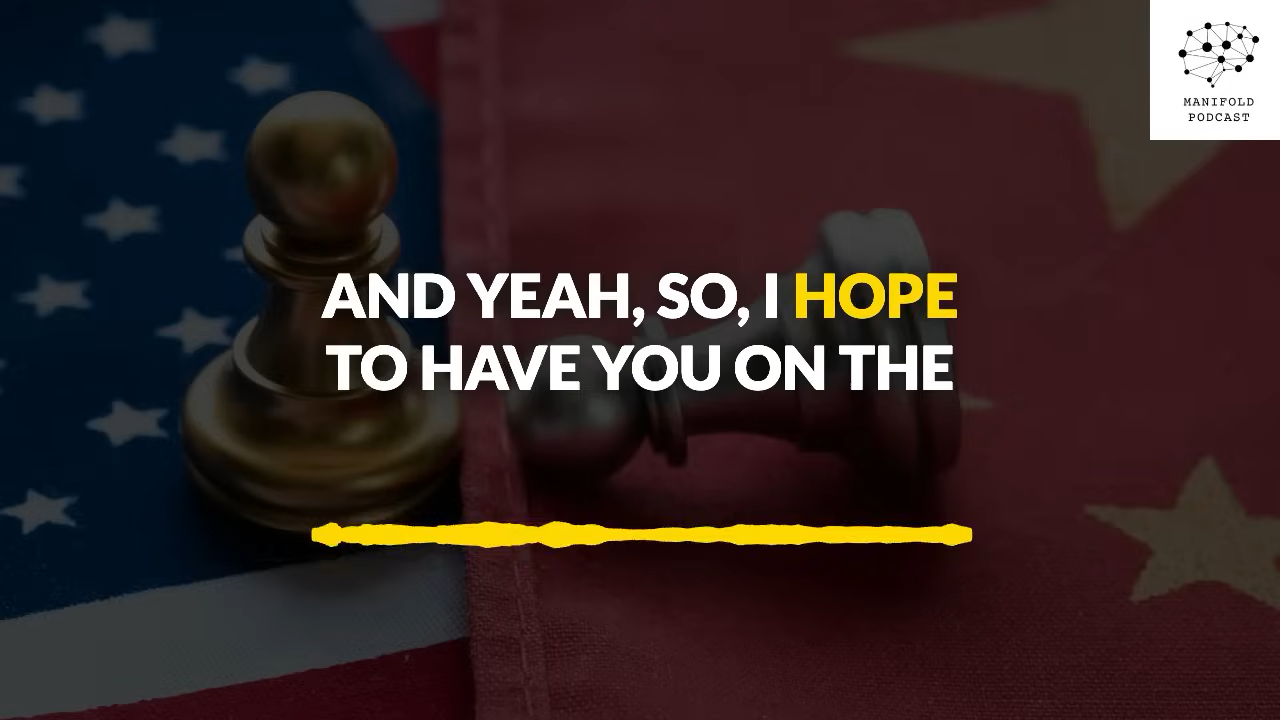 MANIFOLD
PODCAST
AND YEAH, SO, I HOPE
TO HAVE YOU ON THE